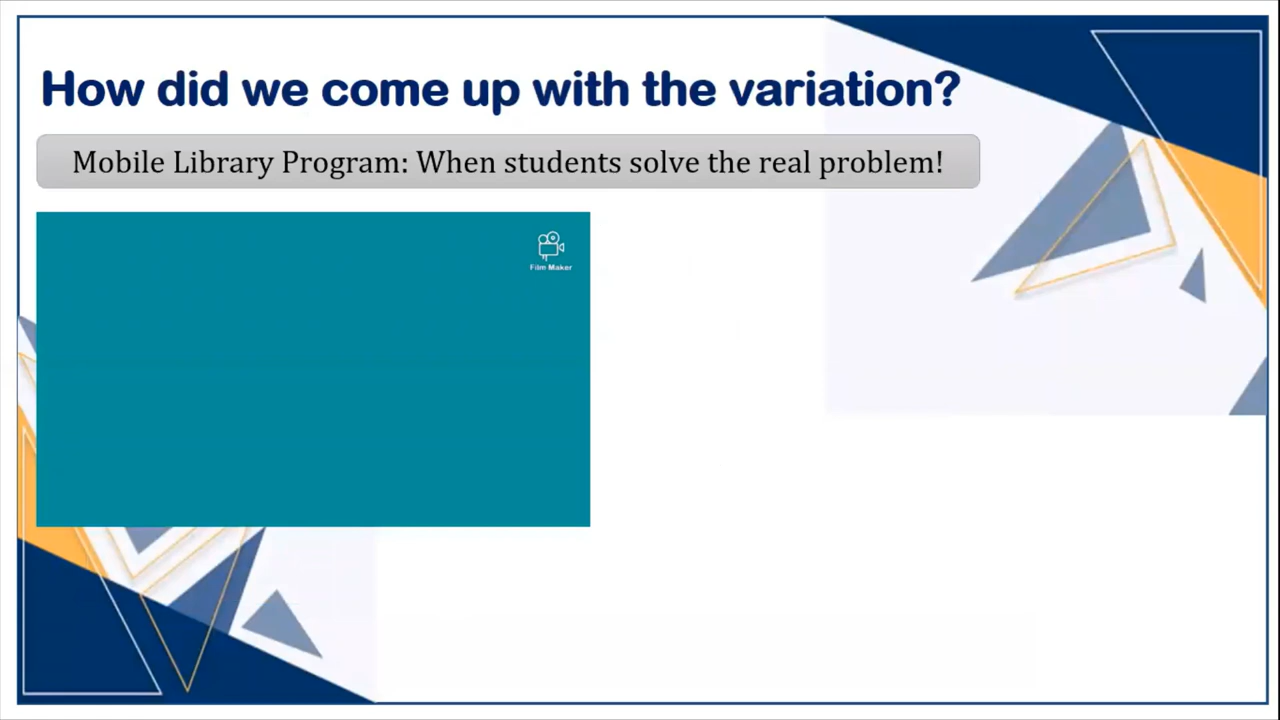 How did we come up with the variation?
Mobile Library Program: When students solve the real problem!
Film Maker